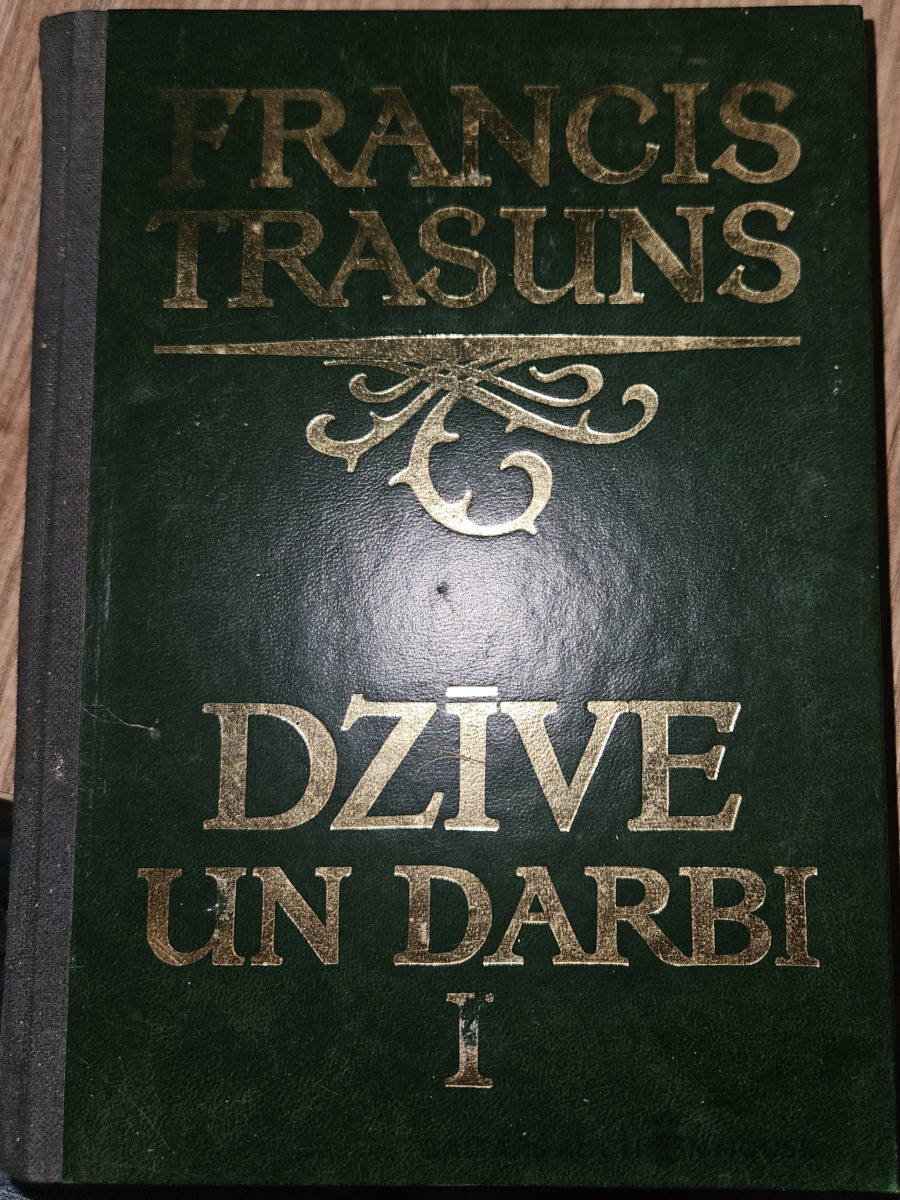 FRANCIS
TRASUNS
DZĪVE
UN DARBI
I